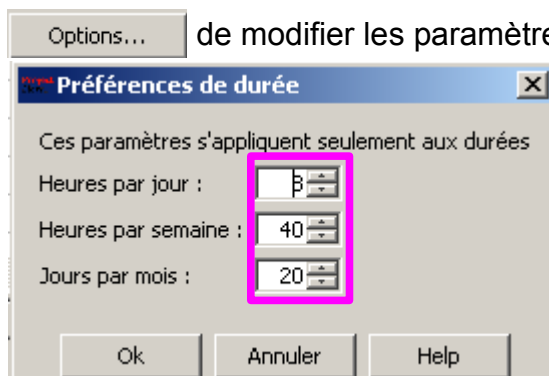 Options... de modifier les paramètre
Préférences de durée
Ces paramètres s'appliquent seulement aux durées
Heures par jour : 8
Heures par semaine : 40
Jours par mois : 20
Ok Annuler Help